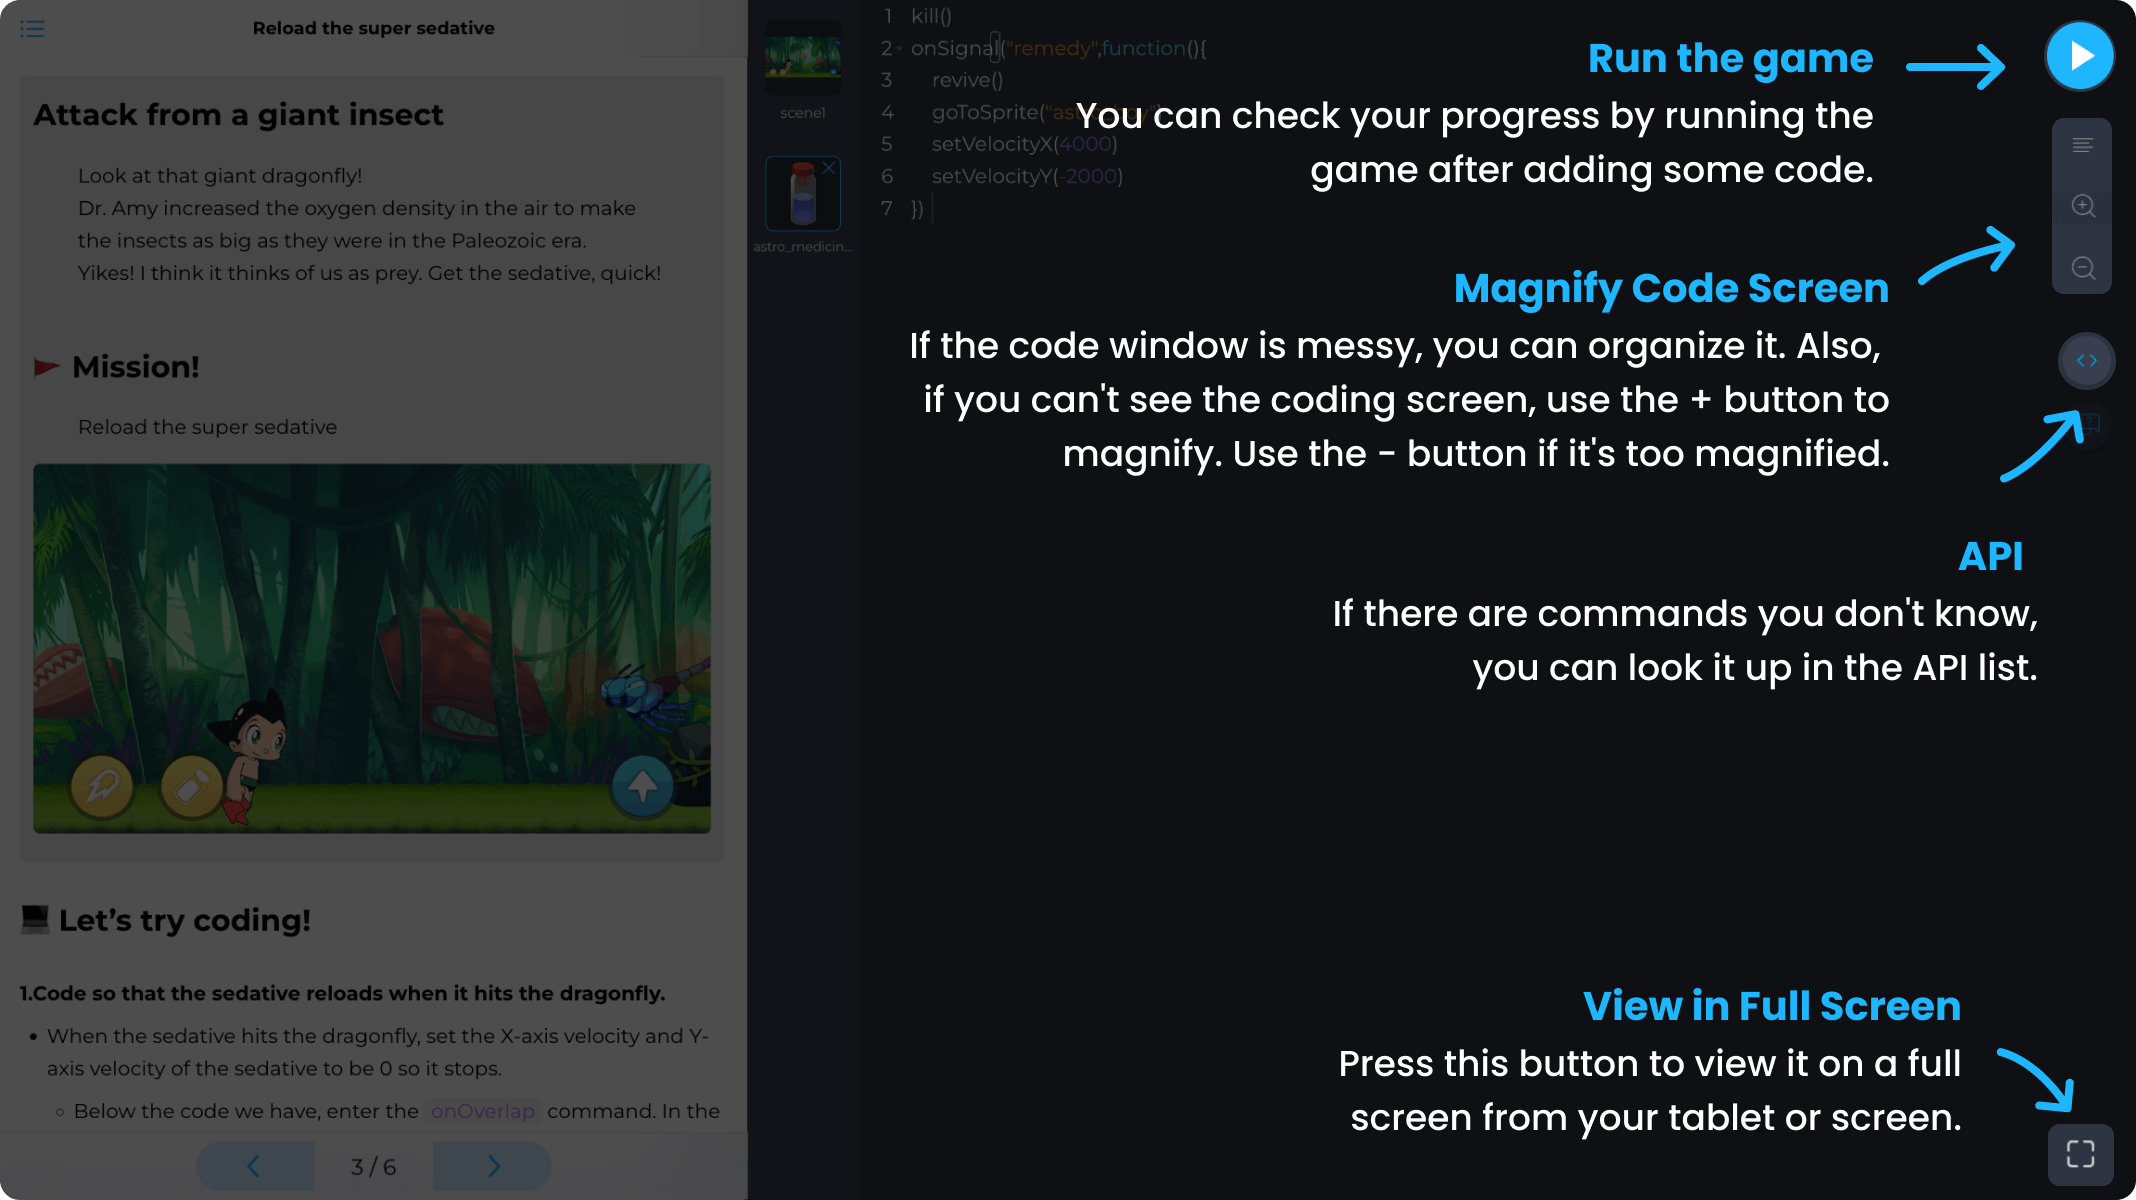 Reload the super sedative
Attack from a giant insect
Look at that giant dragonfly!
Dr. Amy increased the oxygen density in the air to make
the insects as big as they were in the Paleozoic era.
Yikes! I think it thinks of us as prey. Get the sedative, quick!
Mission!
Reload the super sedative
Let's try coding!
1.Code so that the sedative reloads when it hits the dragonfly.
• When the sedative hits the dragonfly, set the X-axis velocity and Y-
axis velocity of the sedative to be 0 so it stops.
◦ Below the code we have, enter the onOverlap command. In the
3 / 6
scene1
astro_medicin...
1 kill()
2 onSignal("remedy",function(){
3 revive()
4 goToSprite("
5 setVelocityX(4000)
6 setVelocityY(-2000)
7 })
Run the game
You can check your progress by running the
game after adding some code.
Magnify Code Screen
If the code window is messy, you can organize it. Also,
if you can't see the coding screen, use the + button to
magnify. Use the - button if it's too magnified.
API
If there are commands you don't know,
you can look it up in the API list.
View in Full Screen
Press this button to view it on a full
screen from your tablet or screen.